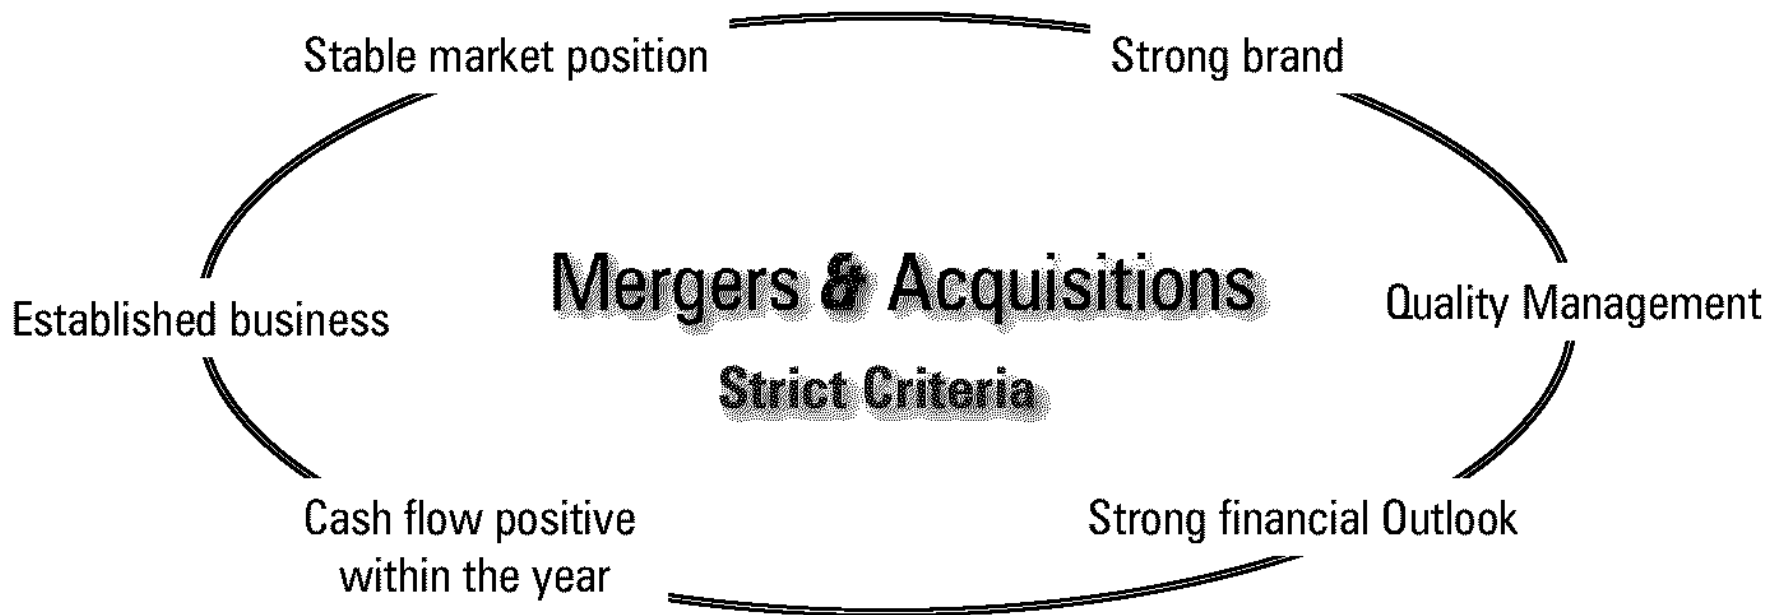 Stable market position
Strong brand
Mergers & Acquisitions
Established business
Quality Management
Strict Criteria
Cash flow positive
within the year
Strong financial Outlook